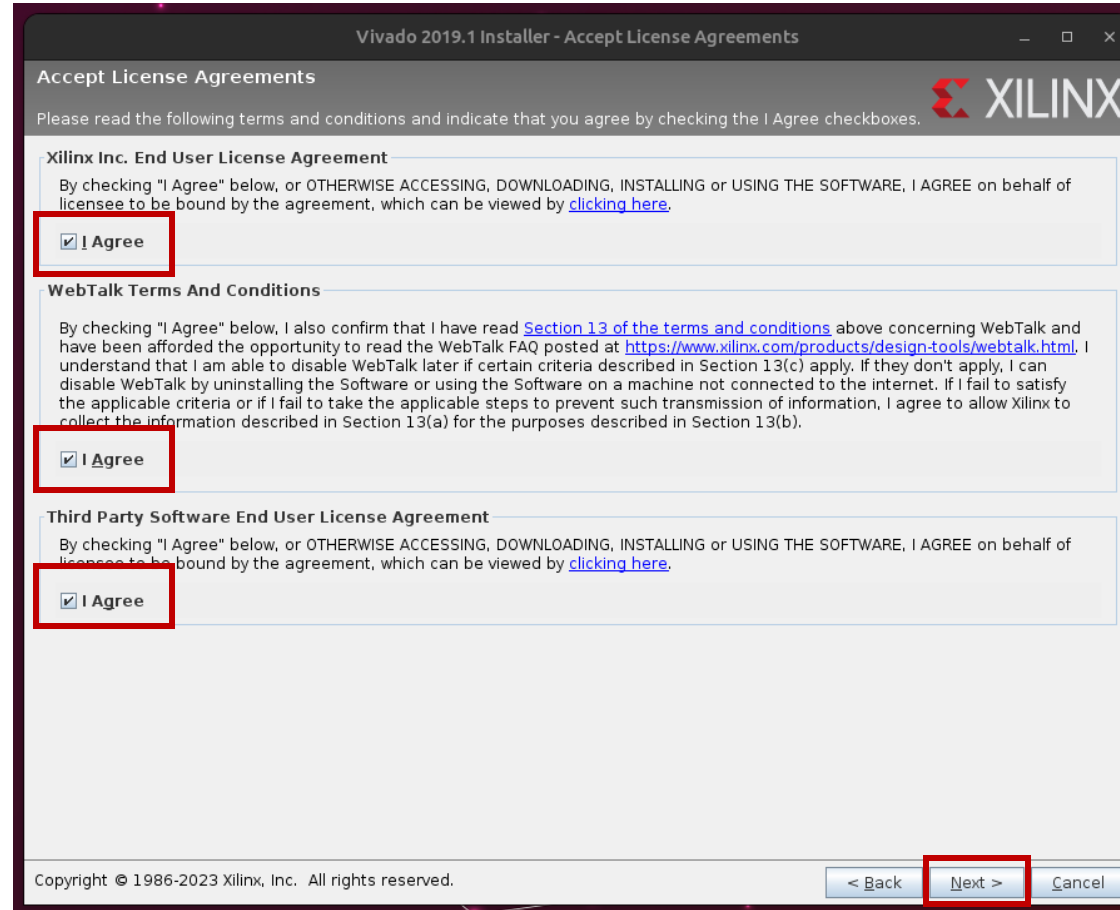 Vivado 2019.1 Installer - Accept License Agreements
Accept License Agreements
Please read the following terms and conditions and indicate that you agree by checking the I Agree checkboxes.
XILINX
Xilinx Inc. End User License Agreement
By checking "I Agree" below, or OTHERWISE ACCESSING, DOWNLOADING, INSTALLING or USING THE SOFTWARE, I AGREE on behalf of
licensee to be bound by the agreement, which can be viewed by clicking here.
I Agree
WebTalk Terms And Conditions
By checking "I Agree" below, I also confirm that I have read Section 13 of the terms and conditions above concerning WebTalk and
have been afforded the opportunity to read the WebTalk FAQ posted at https://www.xilinx.com/products/design-tools/webtalk.html. I
understand that I am able to disable WebTalk later if certain criteria described in Section 13(c) apply. If they don't apply, I can
disable WebTalk by uninstalling the Software or using the Software on a machine not connected to the internet. If I fail to satisfy
the applicable criteria or if I fail to take the applicable steps to prevent such transmission of information, I agree to allow Xilinx to
collect the information described in Section 13(a) for the purposes described in Section 13(b).
I Agree
Third Party Software End User License Agreement
By checking "I Agree" below, or OTHERWISE ACCESSING, DOWNLOADING, INSTALLING or USING THE SOFTWARE, I AGREE on behalf of
licensee to be bound by the agreement, which can be viewed by clicking here.
I Agree
Copyright © 1986-2023 Xilinx, Inc. All rights reserved.
< Back Next > Cancel